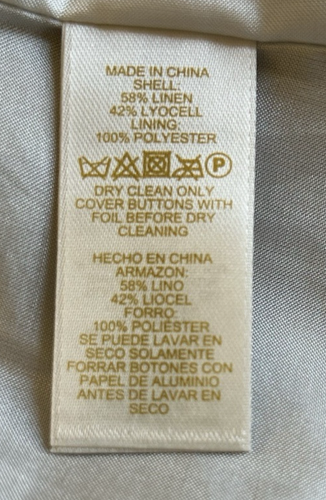 MADE IN CHINA
SHELL:
58% LINEN
42% LYOCELL
LINING:
100% POLYESTER
P
DRY CLEAN ONLY
COVER BUTTONS WITH
FOIL BEFORE DRY
CLEANING
HECHO EN CHINA
ARMAZON:
58% LINO
42% LIOCEL
FORRO:
100% POLIÉSTER
SE PUEDE LAVAR EN
SECO SOLAMENTE
FORRAR BOTONES CON
PAPEL DE ALUMINIO
ANTES DE LAVAR EN
SECO